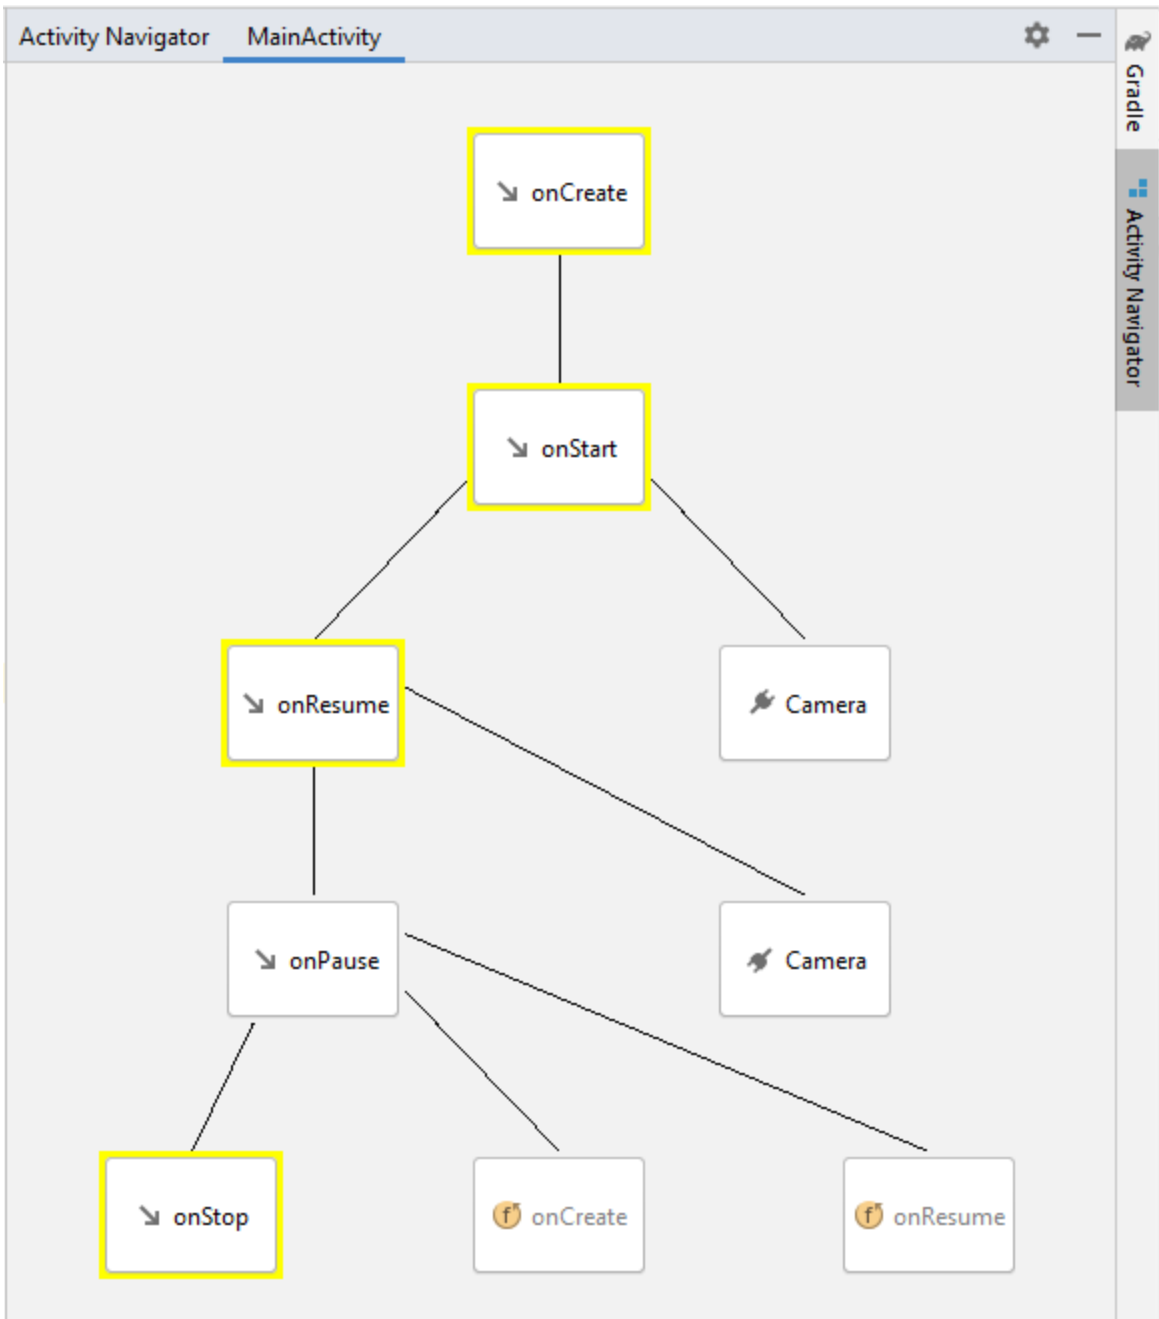 Activity Navigator MainActivity
Gradle
Activity Navigator
onCreate
onStart
onResume
Camera
onPause
Camera
onStop
onCreate
onResume